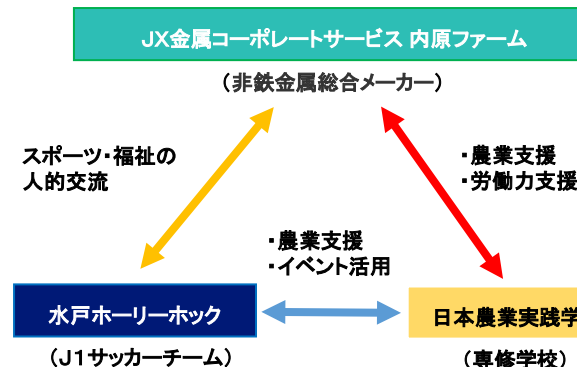 JX金属コーポレートサービス 内原ファーム
（非鉄金属総合メーカー）
スポーツ・福祉の
人的交流
・農業支援
・労働力支援
・農業支援
・イベント活用
水戸ホーリーホック
日本農業実践学
（J１サッカーチーム）
（専修学校）